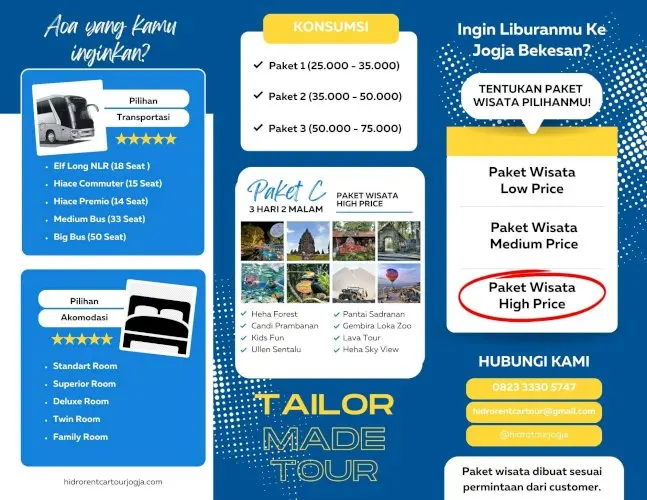 Apa yang kamu
inginkan?
Pilihan
Transportasi
Elf Long NLR (18 Seat )
Hiace Commuter (15 Seat)
Hiace Premio (14 Seat)
Medium Bus (33 Seat)
Big Bus (50 Seat)
Pilihan
Akomodasi
Standart Room
Superior Room
Deluxe Room
Twin Room
Family Room
hidrorentcartourjogja.com
KONSUMSI
Paket 1 (25.000 - 35.000)
Paket 2 (35.000 - 50.000)
Paket 3 (50.000 - 75.000)
Paket C
3 HARI 2 MALAM
PAKET WISATA
HIGH PRICE
Heha Forest
Candi Prambanan
Kids Fun
Ullen Sentalu
Pantai Sadranan
Gembira Loka Zoo
Lava Tour
Heha Sky View
TAILOR
MADE
TOUR
Ingin Liburanmu Ke
Jogja Bekesan?
TENTUKAN PAKET
WISATA PILIHANMU!
Paket Wisata
Low Price
Paket Wisata
Medium Price
Paket Wisata
High Price
HUBUNGI KAMI
0823 3330 5747
hidrorentcartour@gmail.com
@hidrotourjogja
Paket wisata dibuat sesuai
permintaan dari customer.